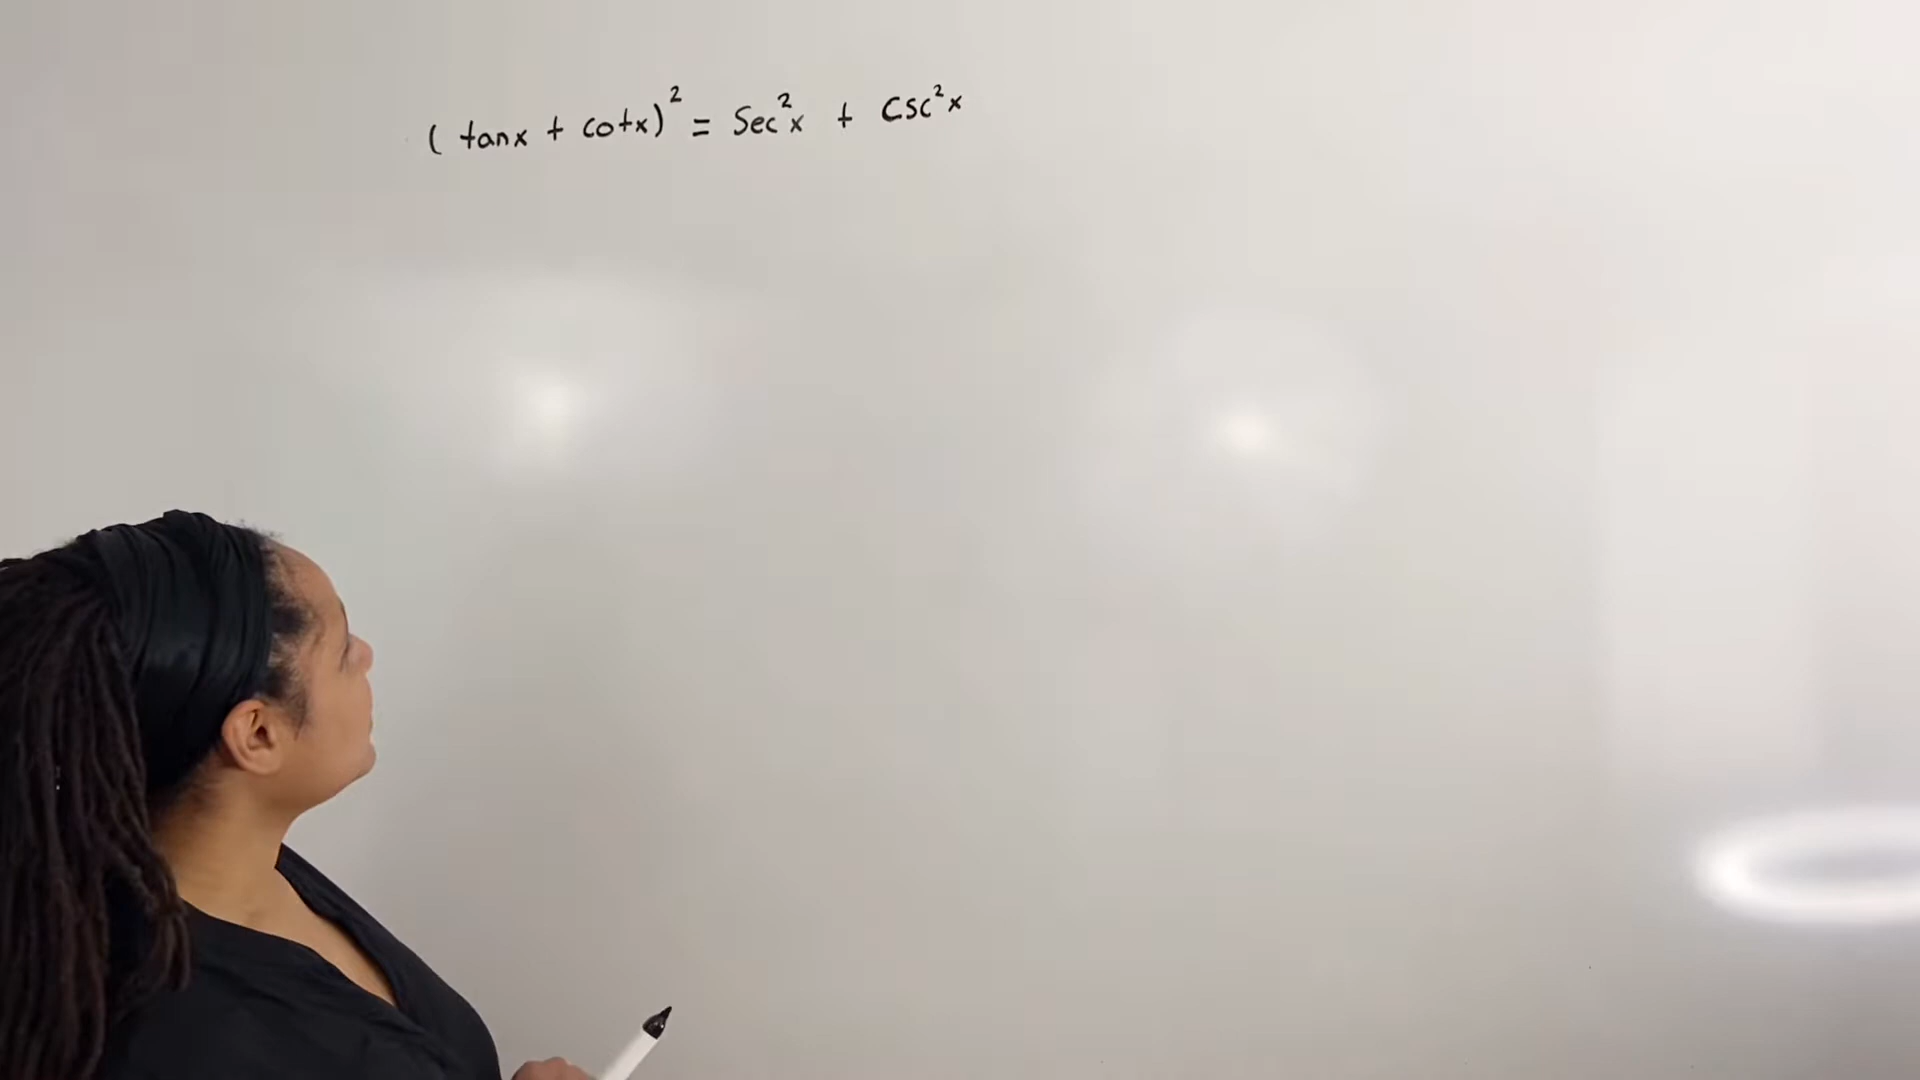 ( tanx + cotx)² = Sec²x + Csc²x